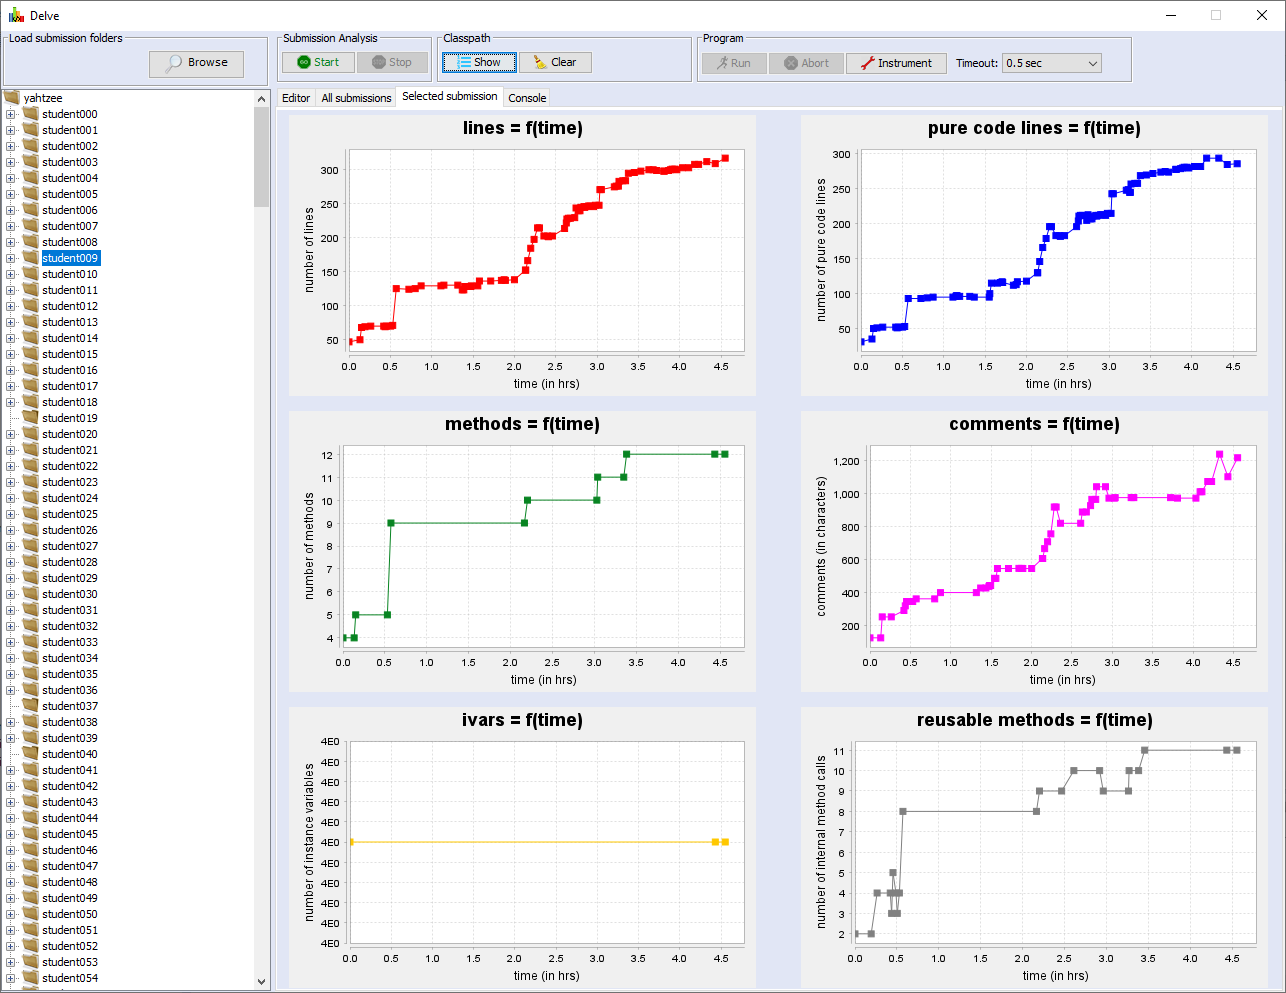 Delve
Load submission folders
Browse
Submission Analysis
Start
Stop
Classpath
Show
Clear
Program
Run
Abort
Instrument
Timeout:
0.5 sec
yahtzee
student000
student001
student002
student003
student004
student005
student006
student007
student008
student009
student010
student011
student012
student013
student014
student015
student016
student017
student018
student019
student020
student021
student022
student023
student024
student025
student026
student027
student028
student029
student030
student031
student032
student033
student034
student035
student036
student037
student038
student039
student040
student041
student042
student043
student044
student045
student046
student047
student048
student049
student050
student051
student052
student053
student054
Editor
All submissions
Selected submission
Console
lines = f(time)
number of lines
300
250
200
150
100
50
0.0 0.5 1.0 1.5 2.0 2.5 3.0 3.5 4.0 4.5
time (in hrs)
pure code lines = f(time)
number of pure code lines
300
250
200
150
100
50
0.0 0.5 1.0 1.5 2.0 2.5 3.0 3.5 4.0 4.5
time (in hrs)
methods = f(time)
number of methods
12
11
10
9
8
7
6
5
4
0.0 0.5 1.0 1.5 2.0 2.5 3.0 3.5 4.0 4.5
time (in hrs)
comments = f(time)
comments (in characters)
1,200
1,000
800
600
400
200
0.0 0.5 1.0 1.5 2.0 2.5 3.0 3.5 4.0 4.5
time (in hrs)
ivars = f(time)
number of instance variables
4E0
4E0
4E0
4E0
4E0
4E0
4E0
4E0
4E0
4E0
4E0
0.0 0.5 1.0 1.5 2.0 2.5 3.0 3.5 4.0 4.5
time (in hrs)
reusable methods = f(time)
number of internal method calls
11
10
9
8
7
6
5
4
3
2
0.0 0.5 1.0 1.5 2.0 2.5 3.0 3.5 4.0 4.5
time (in hrs)